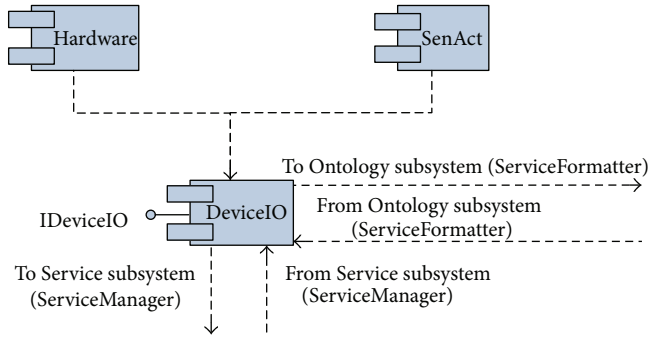 Hardware
SenAct
To Ontology subsystem (ServiceFormatter)
DeviceIO
From Ontology subsystem
(ServiceFormatter)
IDeviceIO
To Service subsystem
(ServiceManager)
From Service subsystem
(ServiceManager)